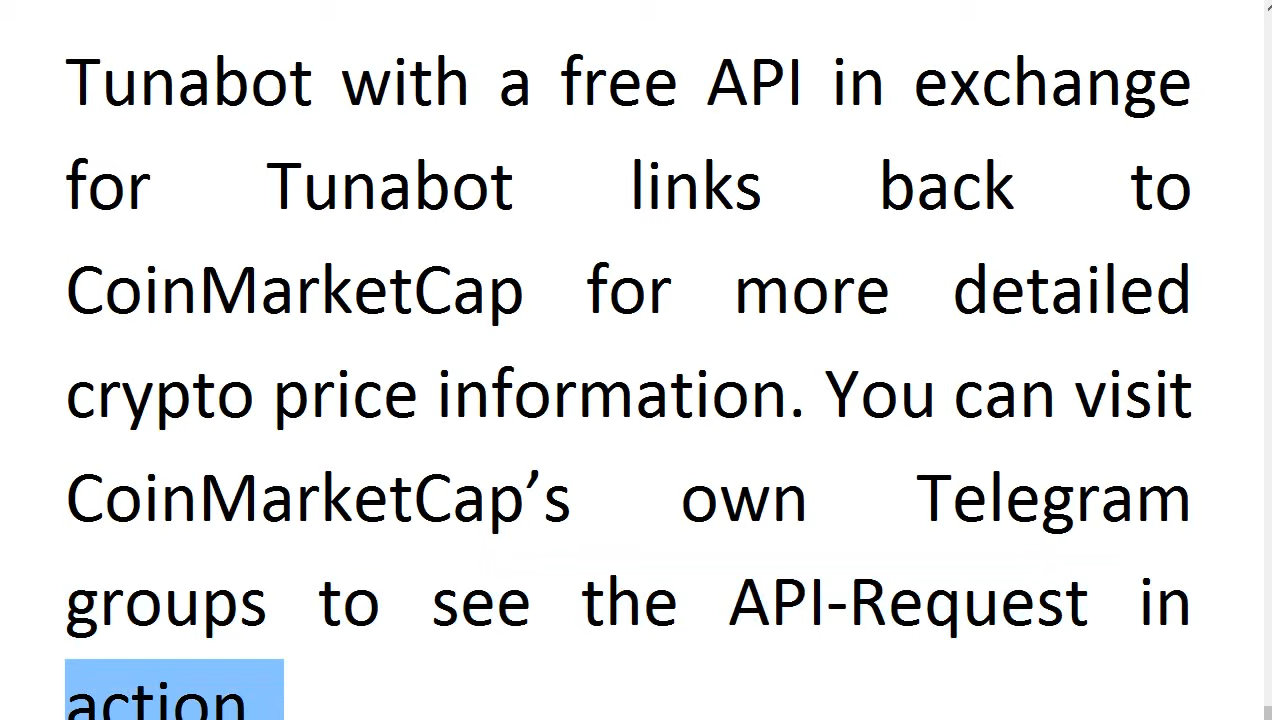 Tunabot with a free API in exchange
for Tunabot links back to
CoinMarketCap for more detailed
crypto price information. You can visit
CoinMarketCap’s own Telegram
groups to see the API-Request in
action